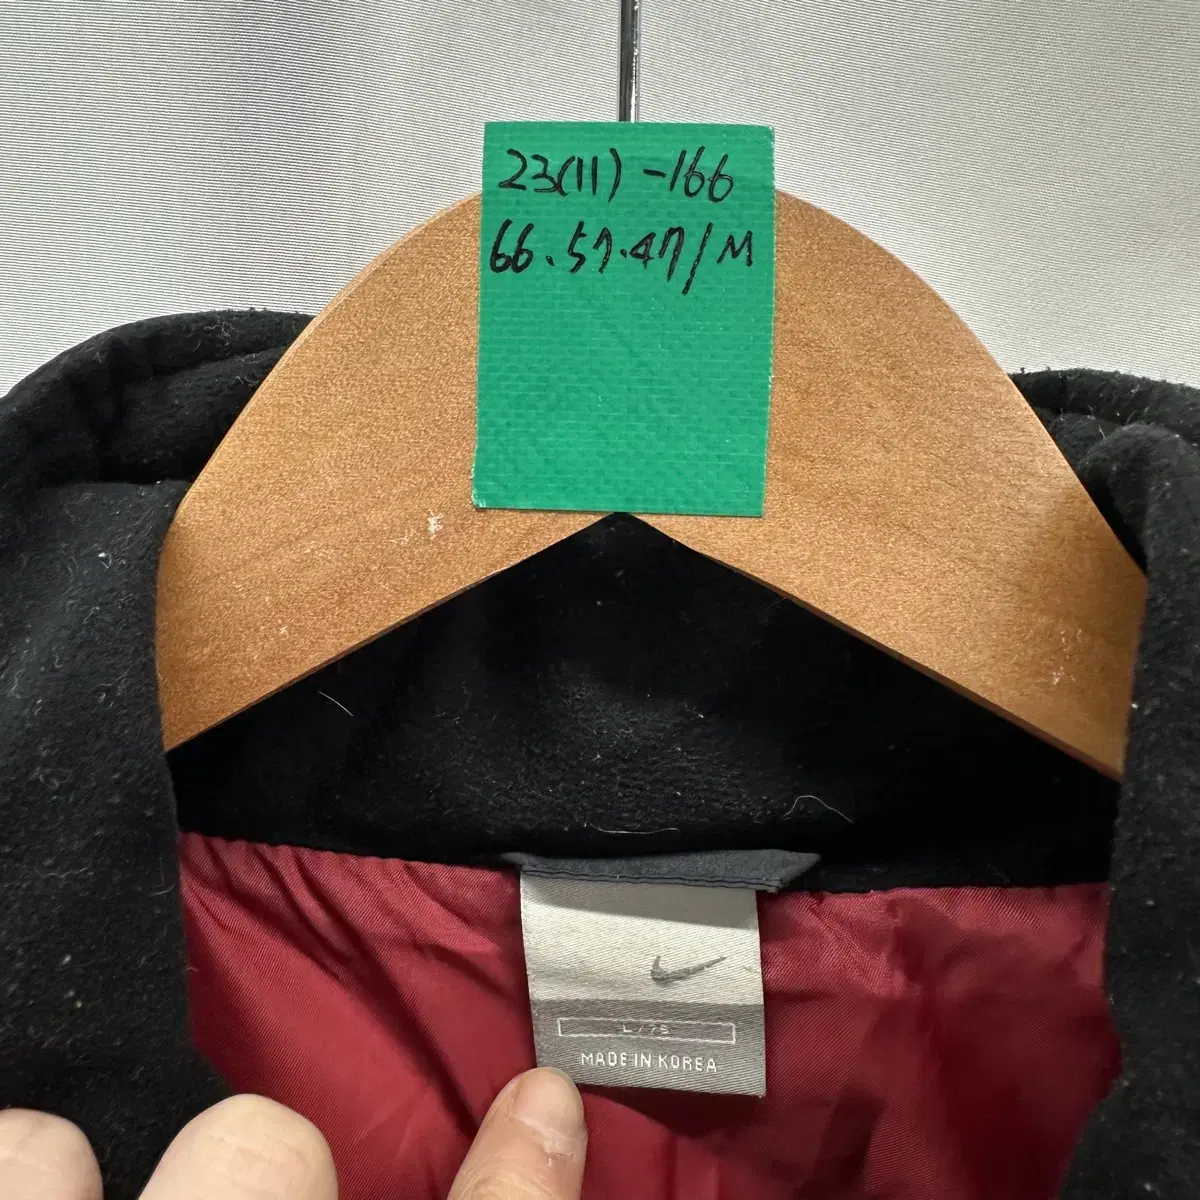 23(11) -166
66.57.47/M
L/75
MADE IN KOREA